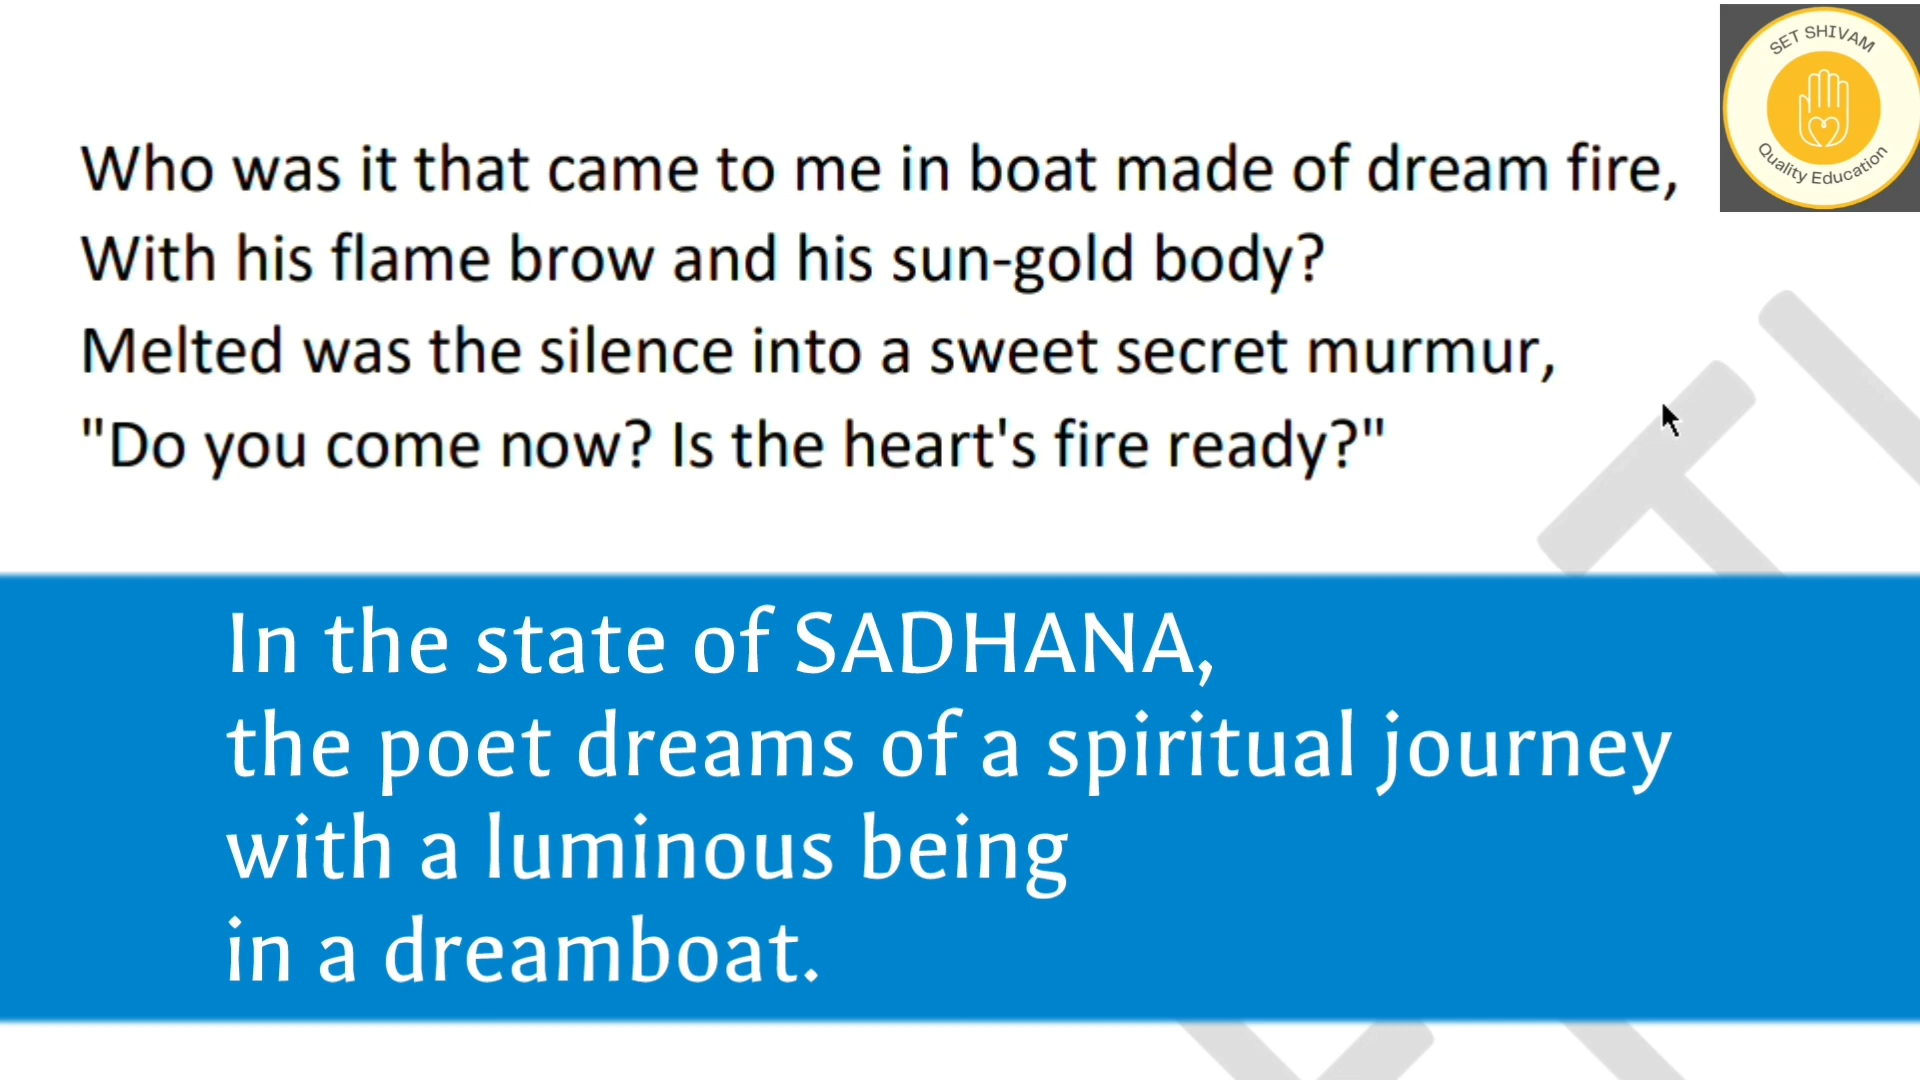 SET SHIVAM
Quality Education
Who was it that came to me in boat made of dream fire,
With his flame brow and his sun-gold body?
Melted was the silence into a sweet secret murmur,
"Do you come now? Is the heart's fire ready?"
In the state of SADHANA,
the poet dreams of a spiritual journey
with a luminous being
in a dreamboat.